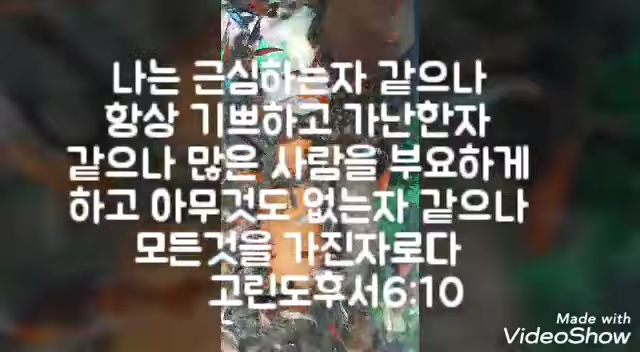 나는 근심하는자 같으나
항상 기쁘하고 가난한자
같으나 많은 사람을 부요하게
하고 아무것도 없는자 같으나
모든것을 가진자로다
고린도후서6:10
Made with
VideoShow